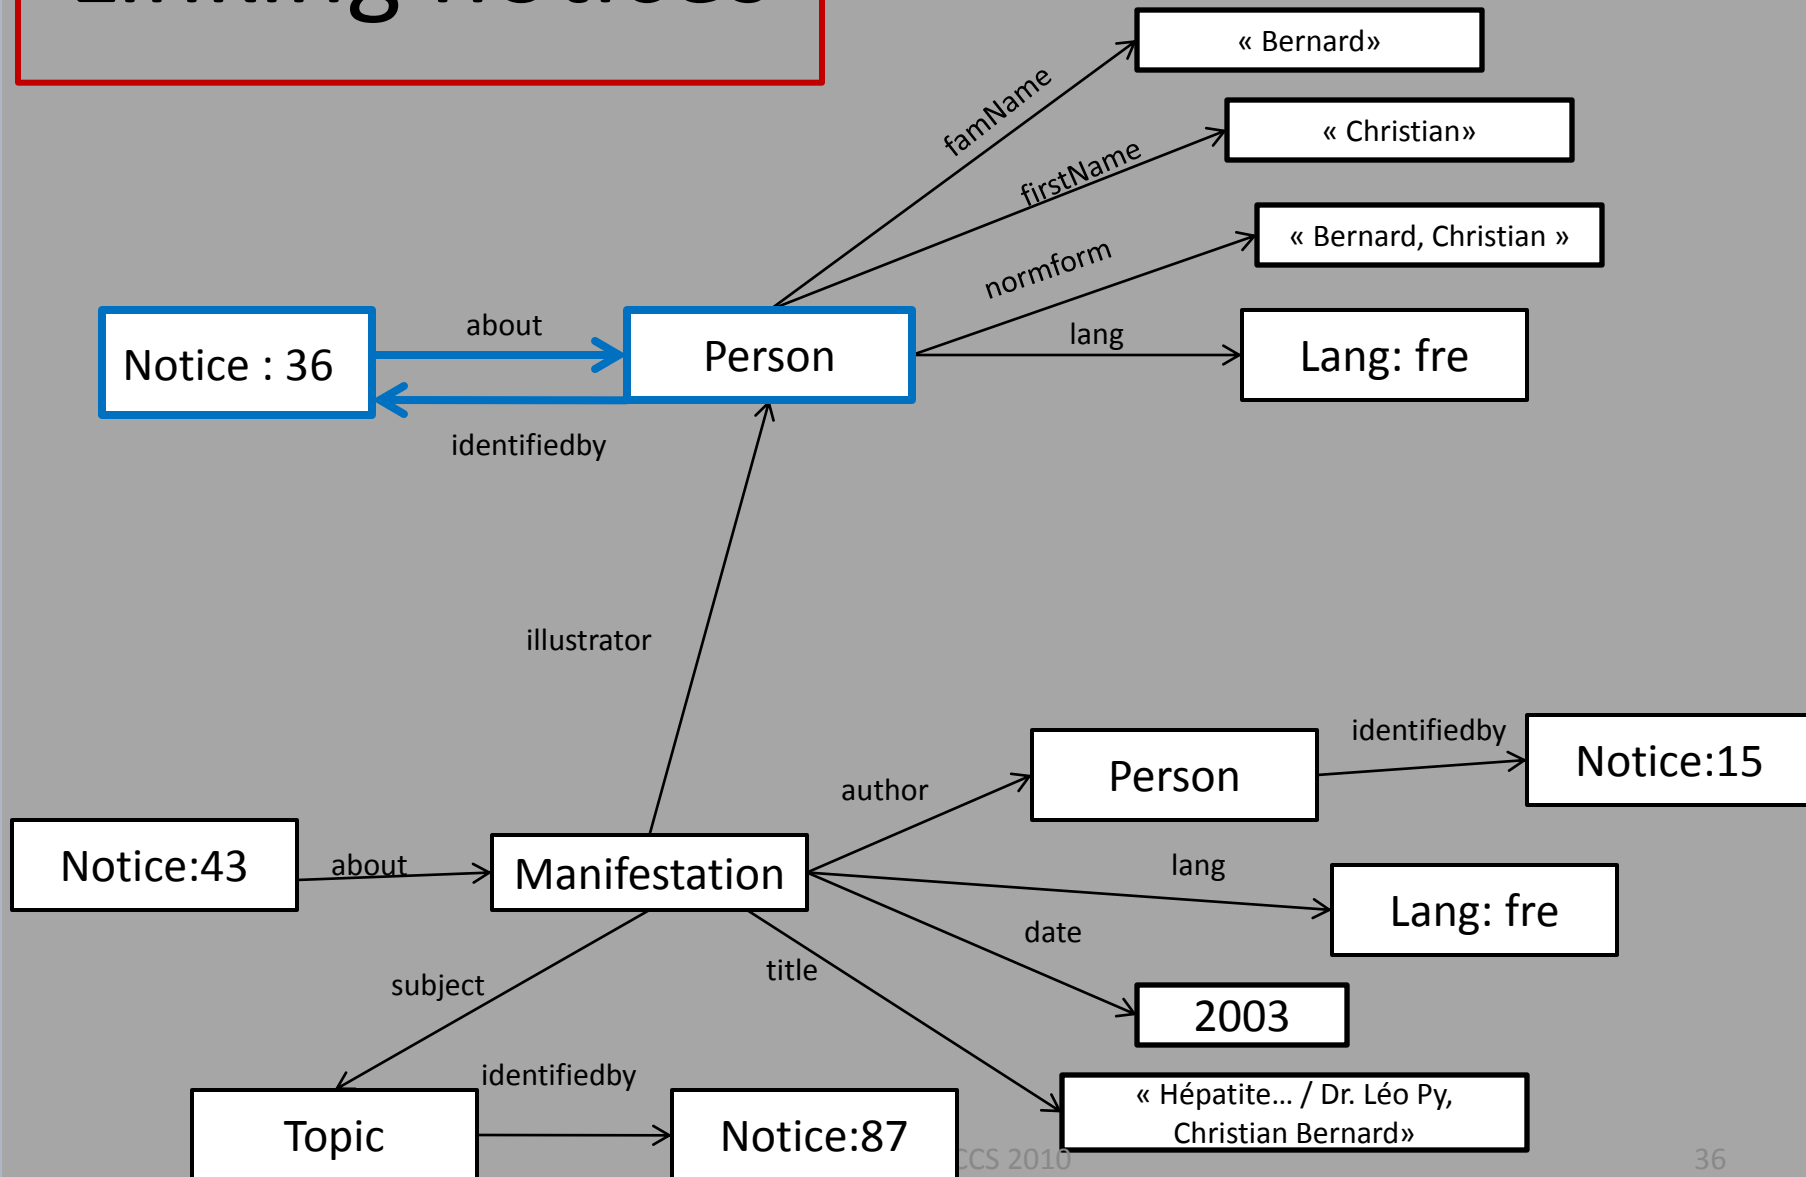 Linking notices
« Bernard»
famName
« Christian»
firstName
« Bernard, Christian »
normform
Notice : 36
about
Person
lang
Lang: fre
identifiedby
illustrator
author
Person
identifiedby
Notice:15
Notice:43
about
Manifestation
lang
Lang: fre
date
2003
subject
title
« Hépatite... / Dr. Léo Py,
Christian Bernard»
identifiedby
Topic
Notice:87
CCS 2010
36